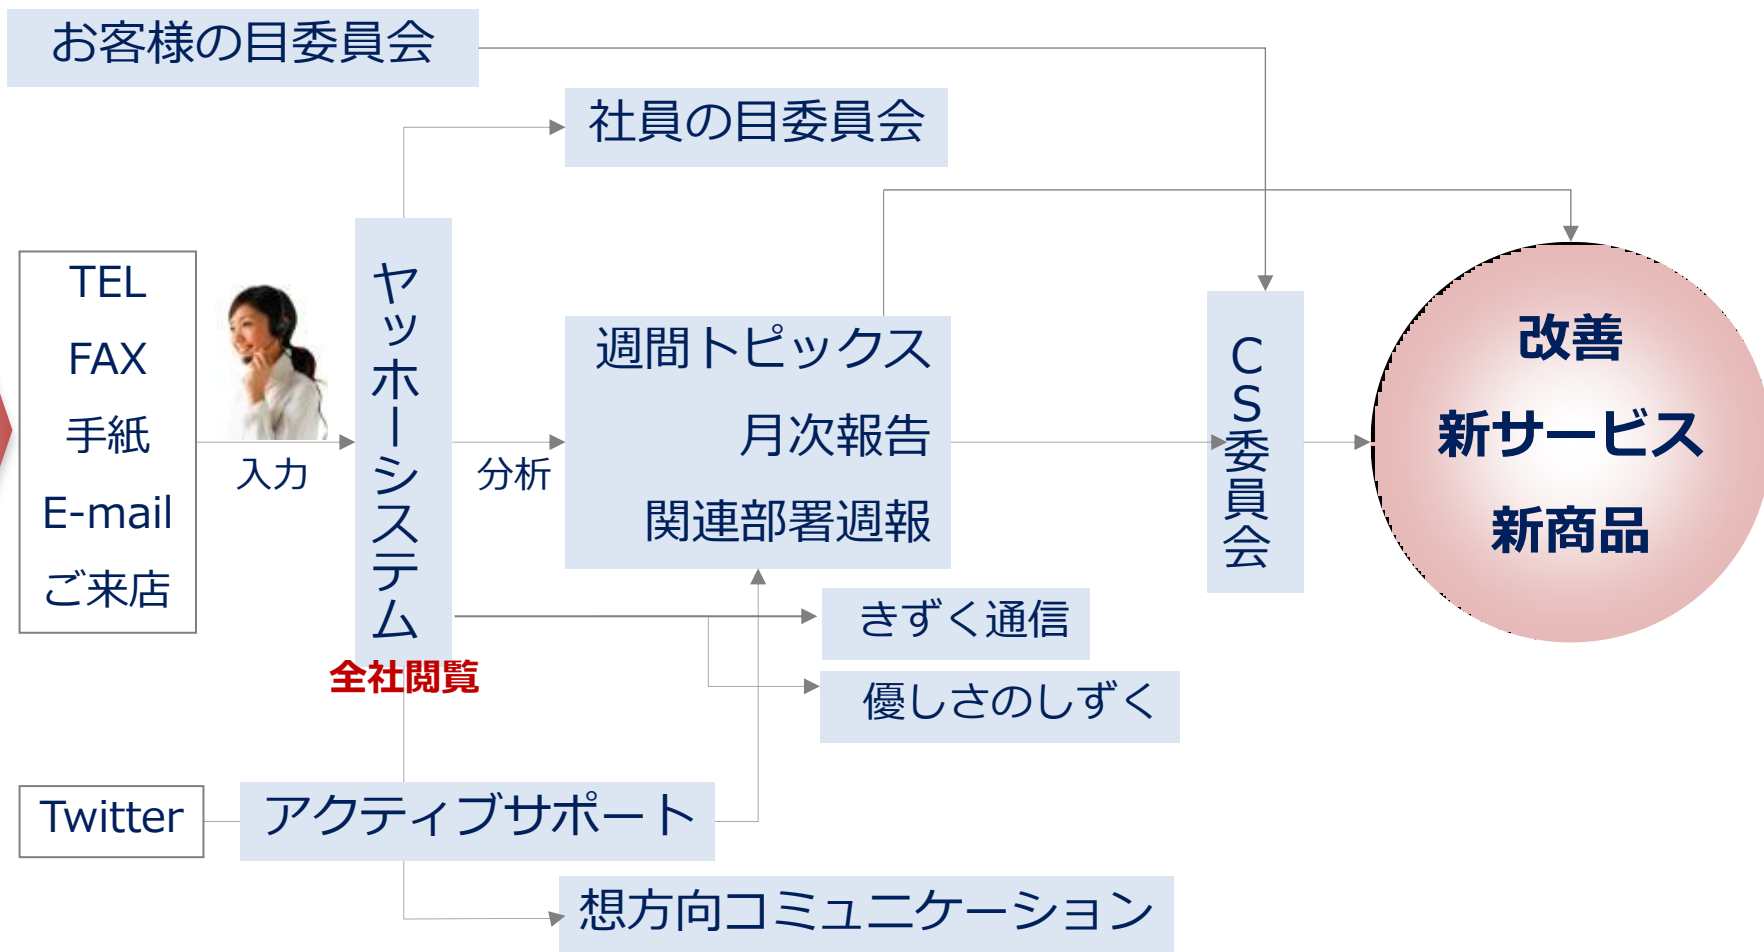 お客様の目委員会
社員の目委員会
TEL
FAX
手紙
E-mail
ご来店
入力
ヤッホーシステム
全社閲覧
分析
週間トピックス
月次報告
関連部署週報
CS委員会
改善
新サービス
新商品
きずく通信
優しさのしずく
Twitter
アクティブサポート
想方向コミュニケーション